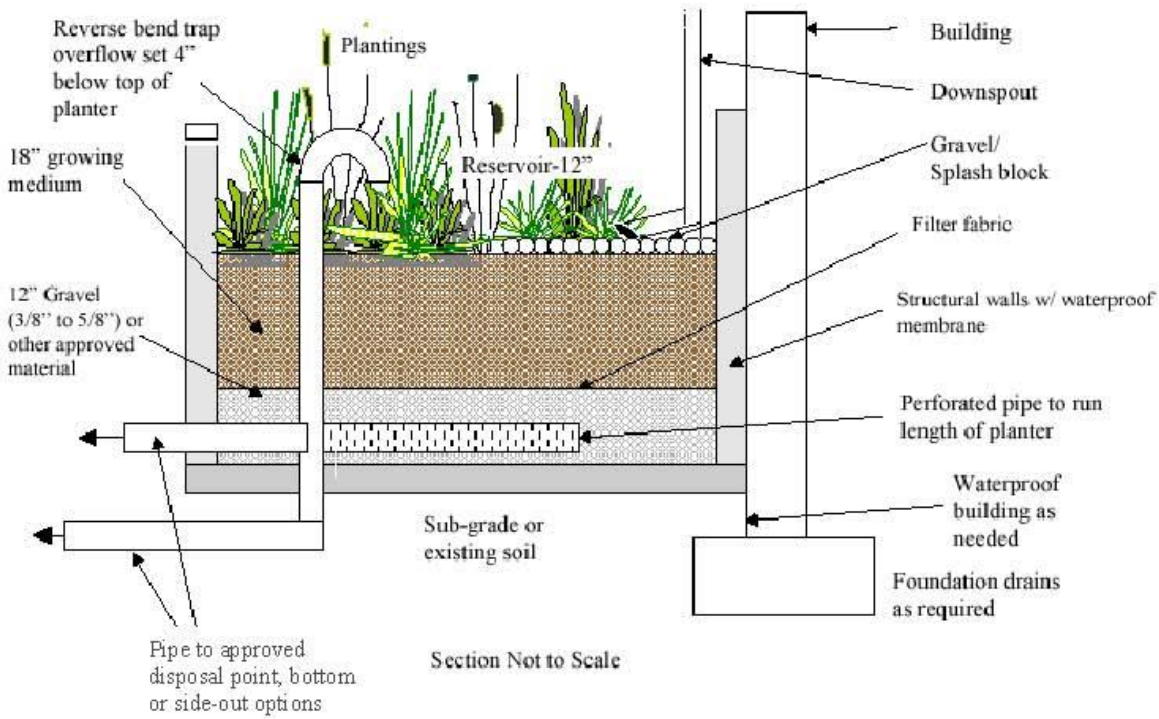 Reverse bend trap
overflow set 4”
below top of
planter
Plantings
Building
Downspout
18” growing
medium
Reservoir-12”
Gravel/
Splash block
Filter fabric
12” Gravel
(3/8” to 5/8”) or
other approved
material
Structural walls w/ waterproof
membrane
Perforated pipe to run
length of planter
Waterproof
building as
needed
Sub-grade or
existing soil
Foundation drains
as required
Pipe to approved
disposal point, bottom
or side-out options
Section Not to Scale